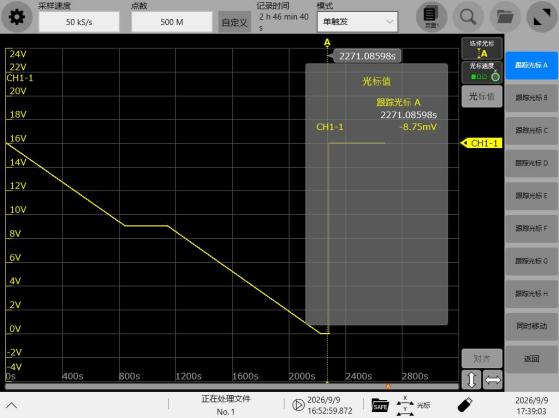 采样速度
50 kS/s
点数
500 M
自定义
记录时间
2 h 46 min 40 s
模式
单触发
A
2271.08598s
光标值
跟踪光标 A
2271.08598s
CH1-1
-8.75mV
24V
22V
CH1-1
20V
18V
16V
14V
12V
10V
8V
6V
4V
2V
0V
-2V
-4V
0s
400s
800s
1200s
1600s
2000s
2400s
2800s
A
选择光标
A
光标速度
光标值
CH1-1
对齐
跟踪光标 A
跟踪光标 B
跟踪光标 C
跟踪光标 D
跟踪光标 E
跟踪光标 F
跟踪光标 G
跟踪光标 H
同时移动
返回
正在处理文件
No. 1
2026/9/9
16:52:59.872
SAFE
X
Y
光标
2026/9/9
17:39:03